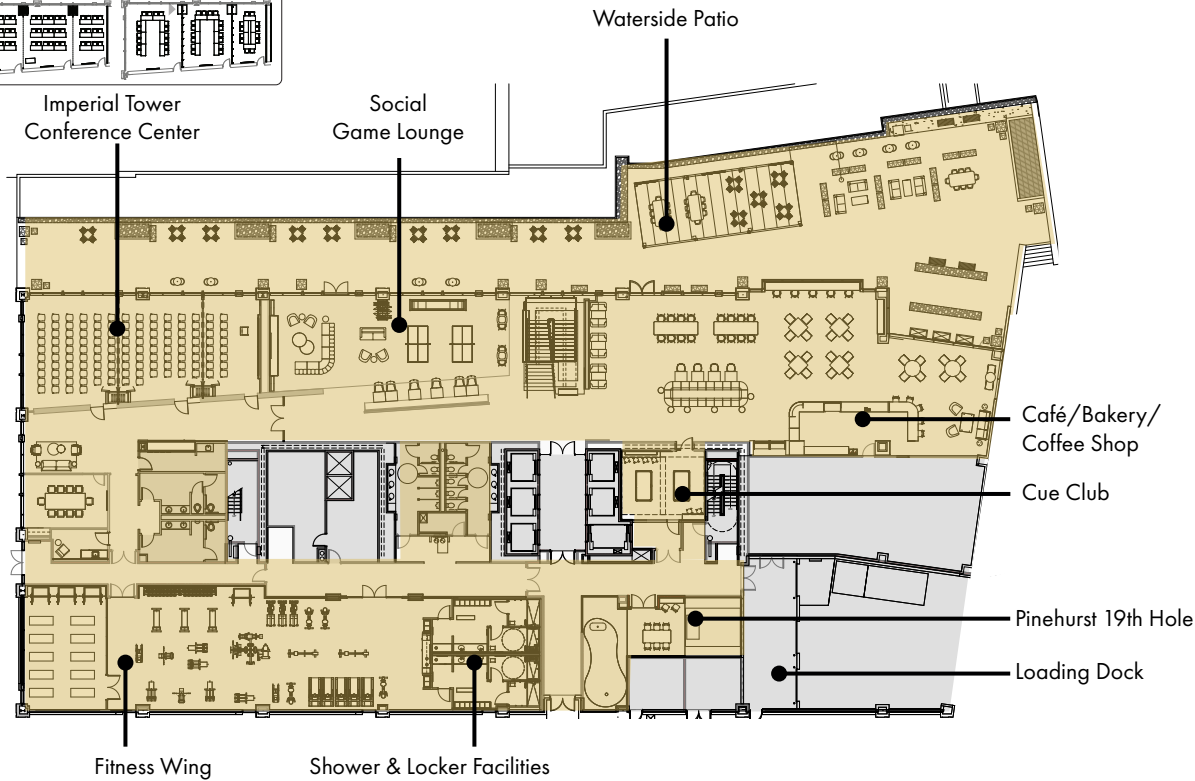 Waterside Patio
Imperial Tower
Conference Center
Social
Game Lounge
Café/Bakery/
Coffee Shop
Cue Club
Pinehurst 19th Hole
Loading Dock
Fitness Wing
Shower & Locker Facilities